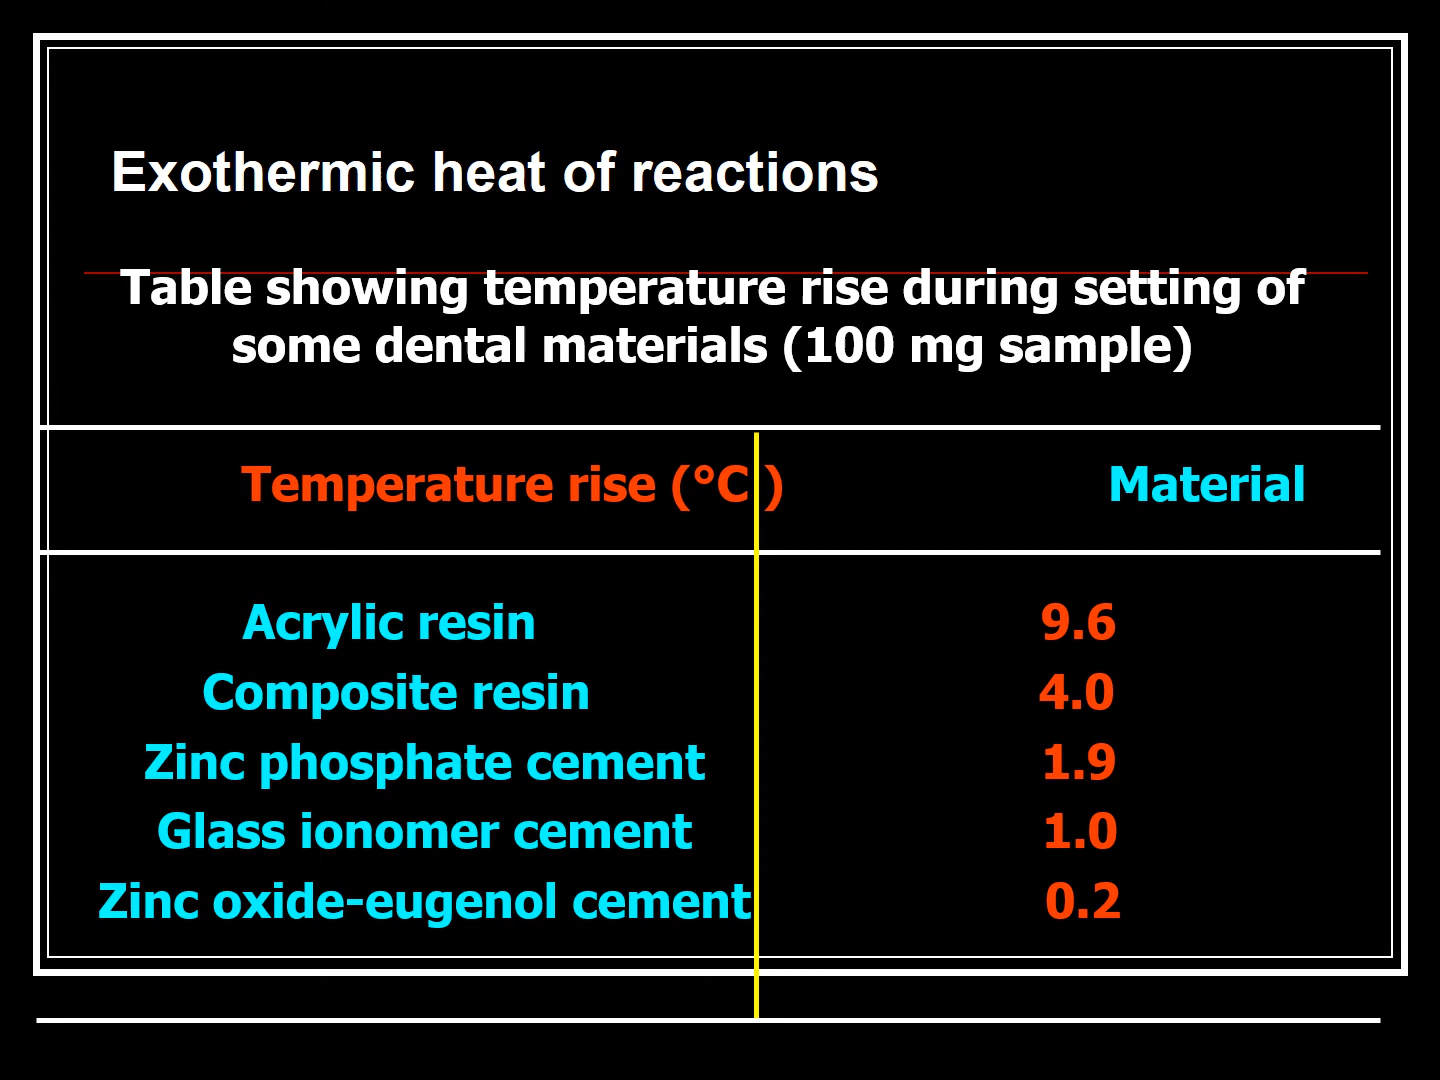 Exothermic heat of reactions
Table showing temperature rise during setting of
some dental materials (100 mg sample)
Temperature rise (°C ) Material
Acrylic resin 9.6
Composite resin 4.0
Zinc phosphate cement 1.9
Glass ionomer cement 1.0
Zinc oxide-eugenol cement 0.2